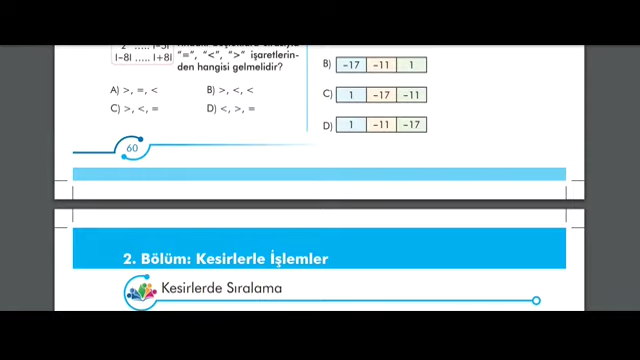 |–8| ..... |+8|
“=”, “<”, “>” işaretlerin-
den hangisi gelmelidir?
A) >, =, <
B) >, <, <
C) >, <, =
D) <, >, =
B) –17 –11 1
C) 1 –17 –11
D) 1 –11 –17
60
2. Bölüm: Kesirlerle İşlemler
Kesirlerde Sıralama